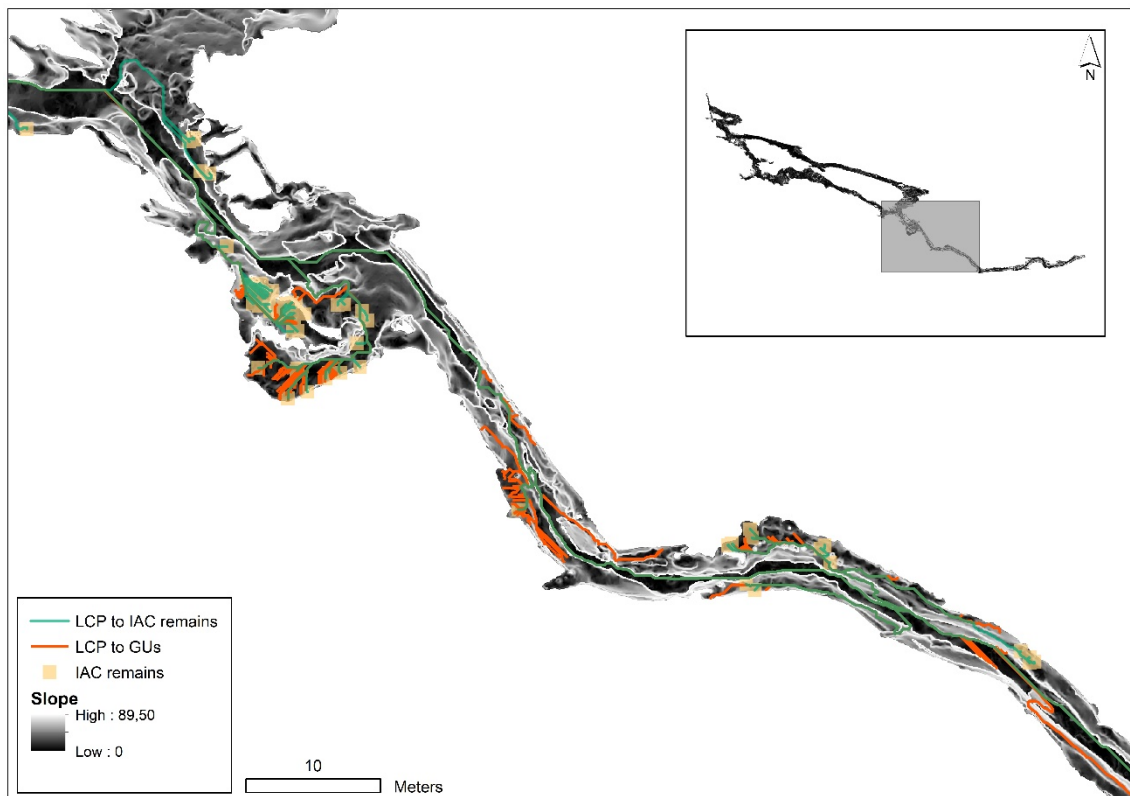 N
LCP to IAC remains
LCP to GUs
IAC remains
Slope
High : 89,50
Low : 0
10
Meters